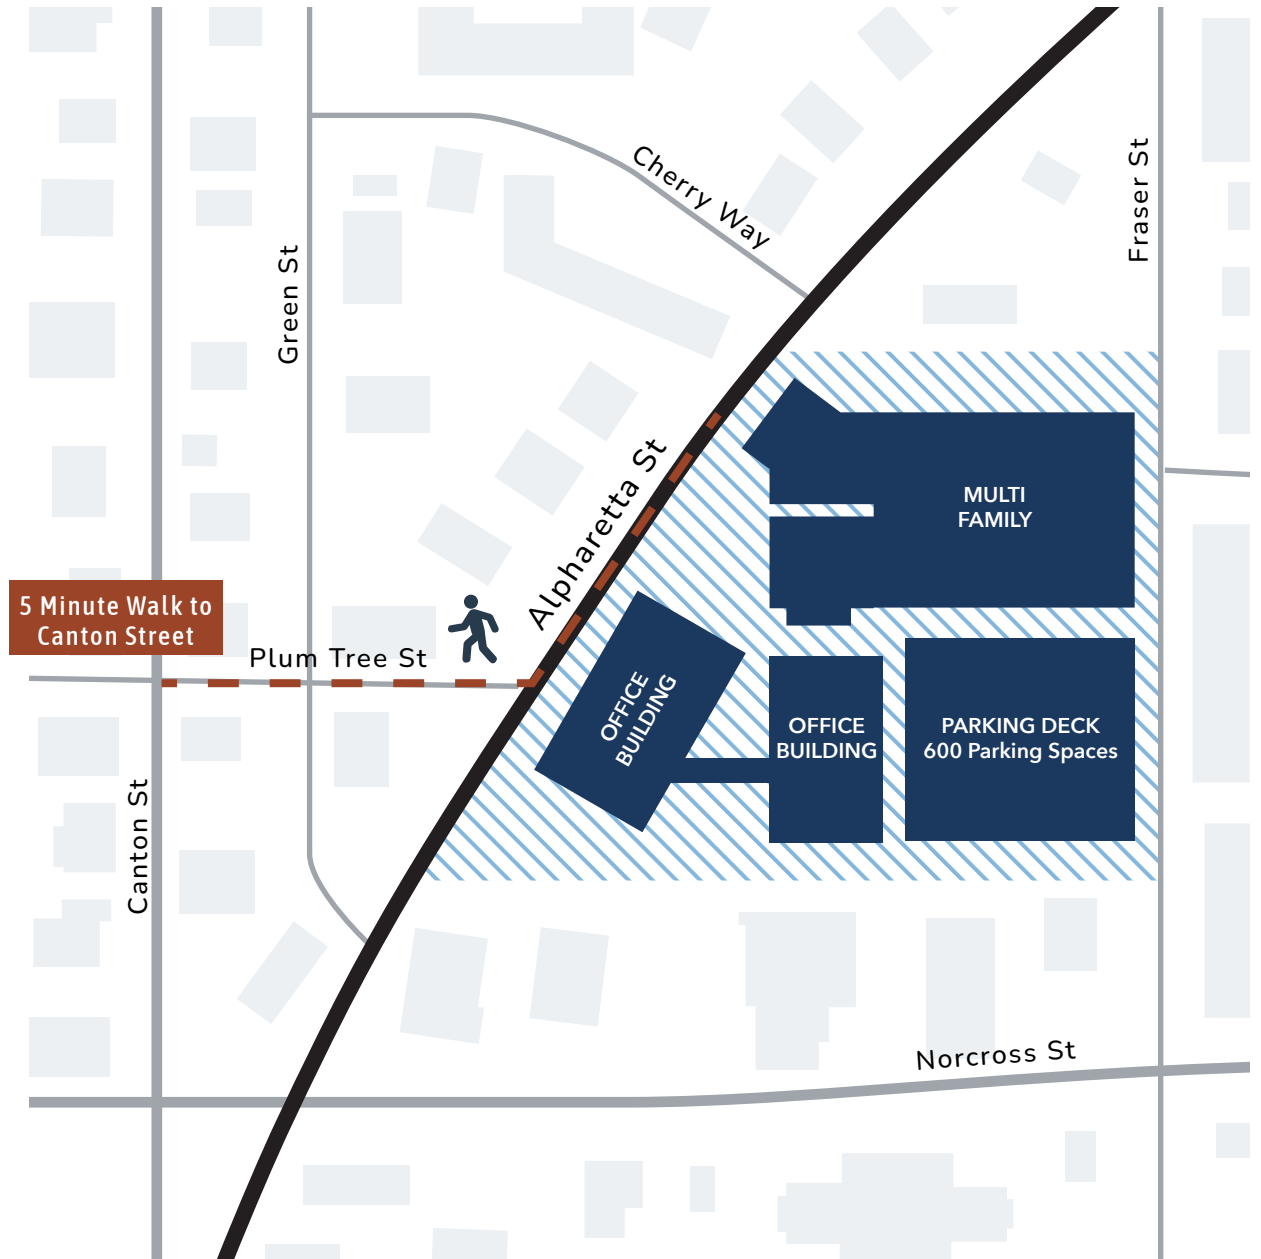 Cherry Way
Fraser St
Green St
Alpharetta St
MULTI
FAMILY
5 Minute Walk to
Canton Street
Plum Tree St
OFFICE
BUILDING
OFFICE
BUILDING
PARKING DECK
600 Parking Spaces
Canton St
Norcross St